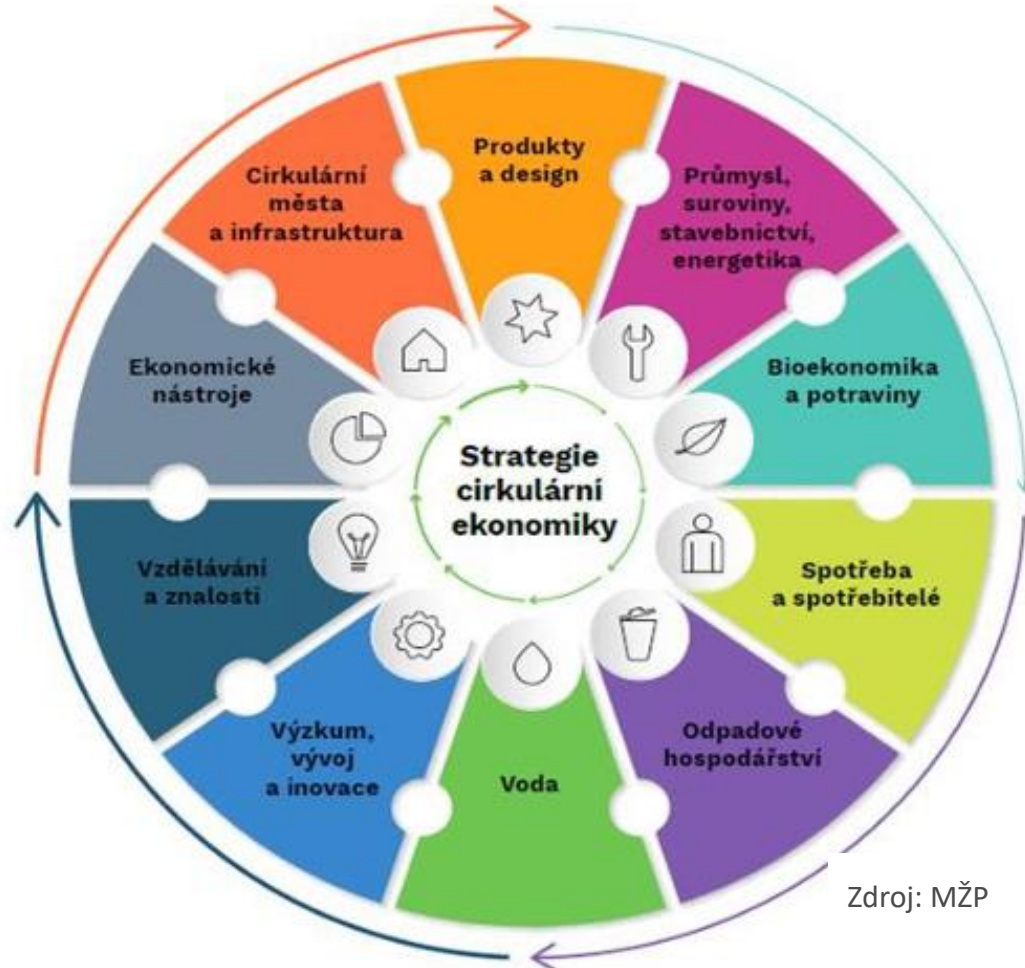 Produkty
a design
Průmysl,
suroviny,
stavebnictví,
energetika
Bioekonomika
a potraviny
Spotřeba
a spotřebitelé
Odpadové
hospodářství
Voda
Výzkum,
vývoj
a inovace
Vzdělávání
a znalosti
Ekonomické
nástroje
Cirkulární
města
a infrastruktura
Strategie
cirkulární
ekonomiky
Zdroj: MŽP